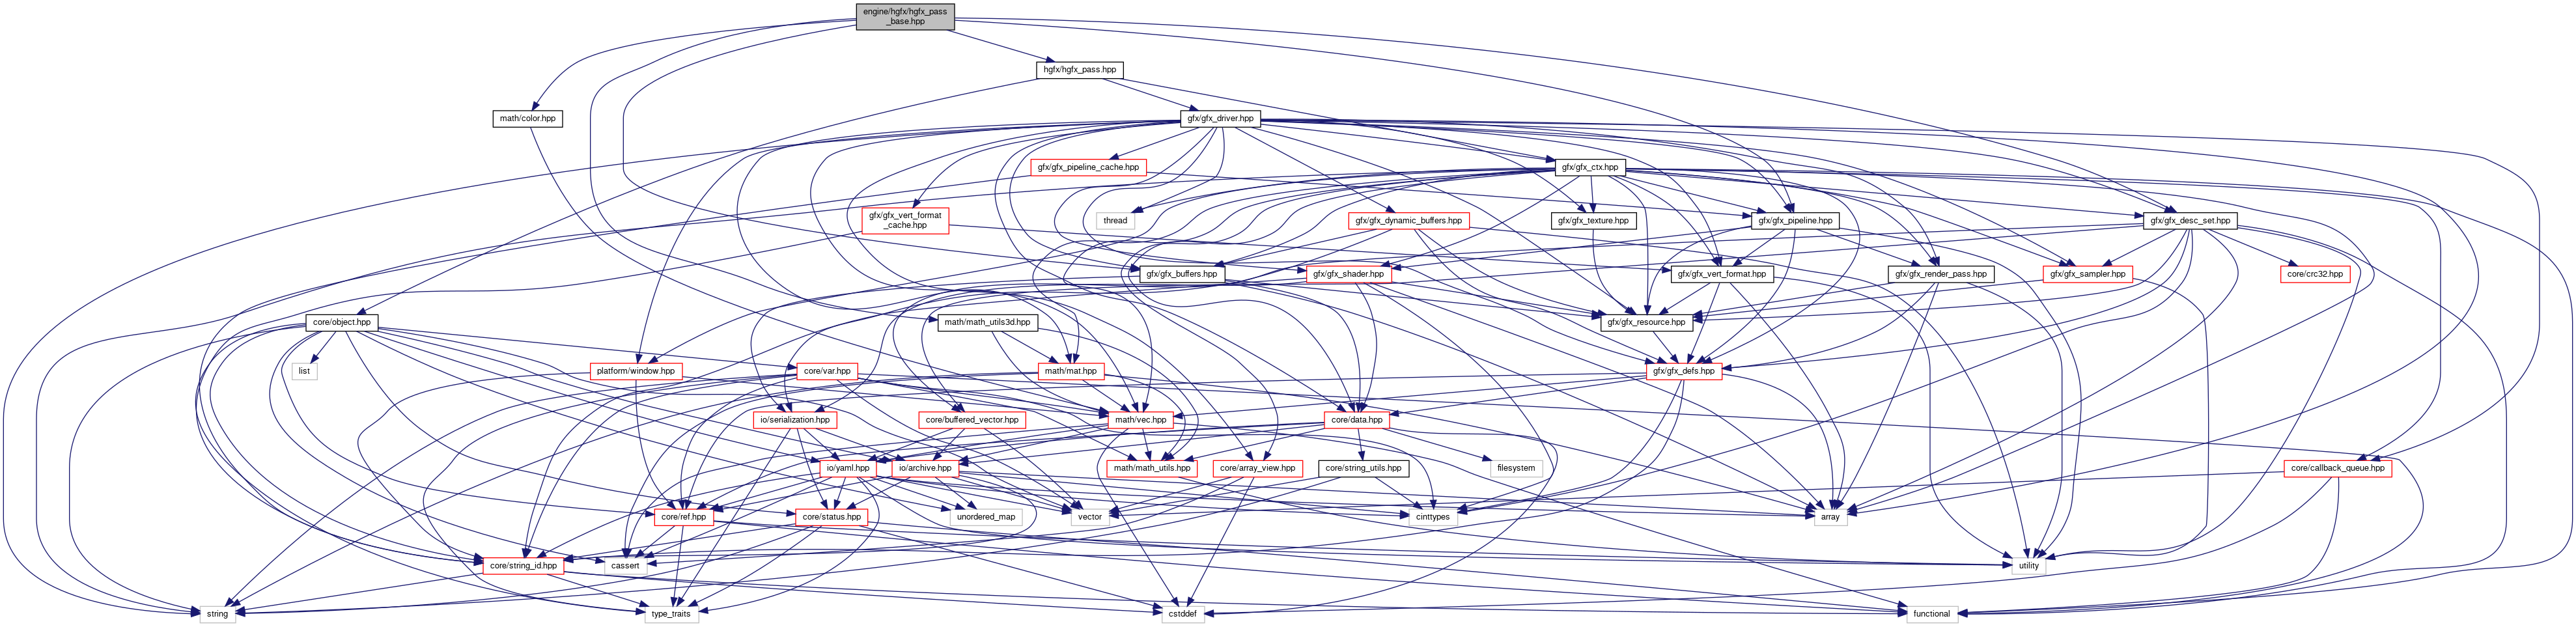 engine/hgfx/hgfx_pass
_base.hpp
hgfx/hgfx_pass.hpp
math/color.hpp
gfx/gfx_driver.hpp
gfx/gfx_pipeline_cache.hpp
gfx/gfx_ctx.hpp
gfx/gfx_vert_format
_cache.hpp
thread
gfx/gfx_dynamic_buffers.hpp
gfx/gfx_texture.hpp
gfx/gfx_pipeline.hpp
gfx/gfx_desc_set.hpp
gfx/gfx_buffers.hpp
gfx/gfx_shader.hpp
gfx/gfx_vert_format.hpp
gfx/gfx_render_pass.hpp
gfx/gfx_sampler.hpp
core/crc32.hpp
core/object.hpp
math/math_utils3d.hpp
gfx/gfx_resource.hpp
list
platform/window.hpp
core/var.hpp
math/mat.hpp
gfx/gfx_defs.hpp
io/serialization.hpp
core/buffered_vector.hpp
math/vec.hpp
core/data.hpp
io/yaml.hpp
io/archive.hpp
math/math_utils.hpp
core/array_view.hpp
core/string_utils.hpp
filesystem
core/callback_queue.hpp
core/ref.hpp
core/status.hpp
unordered_map
vector
cinttypes
array
core/string_id.hpp
cassert
utility
string
type_traits
cstddef
functional